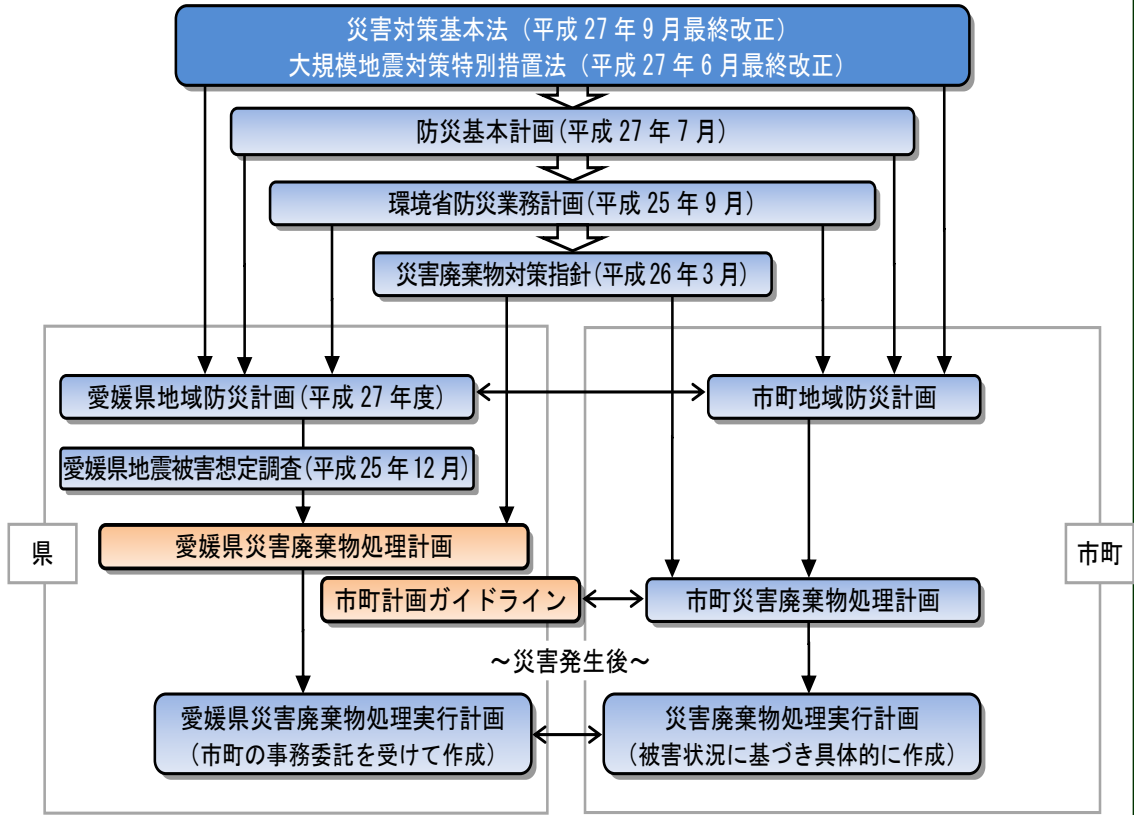 災害対策基本法（平成27年9月最終改正）
大規模地震対策特別措置法（平成27年6月最終改正）
防災基本計画(平成27年7月)
環境省防災業務計画(平成25年9月)
災害廃棄物対策指針(平成26年3月)
愛媛県地域防災計画(平成27年度)
市町地域防災計画
愛媛県地震被害想定調査(平成25年12月)
県
愛媛県災害廃棄物処理計画
市町
市町計画ガイドライン
市町災害廃棄物処理計画
～災害発生後～
愛媛県災害廃棄物処理実行計画
（市町の事務委託を受けて作成）
災害廃棄物処理実行計画
（被害状況に基づき具体的に作成）